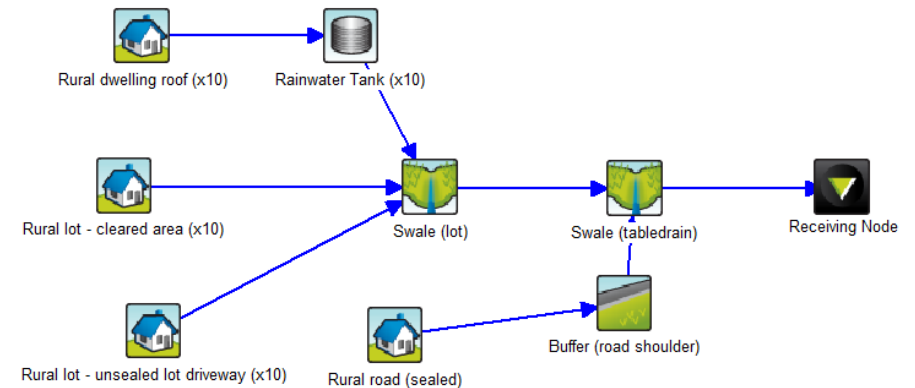 Rural dwelling roof (x10)
Rainwater Tank (x10)
Rural lot - cleared area (x10)
Swale (lot)
Swale (tabledrain)
Receiving Node
Rural lot - unsealed lot driveway (x10)
Rural road (sealed)
Buffer (road shoulder)